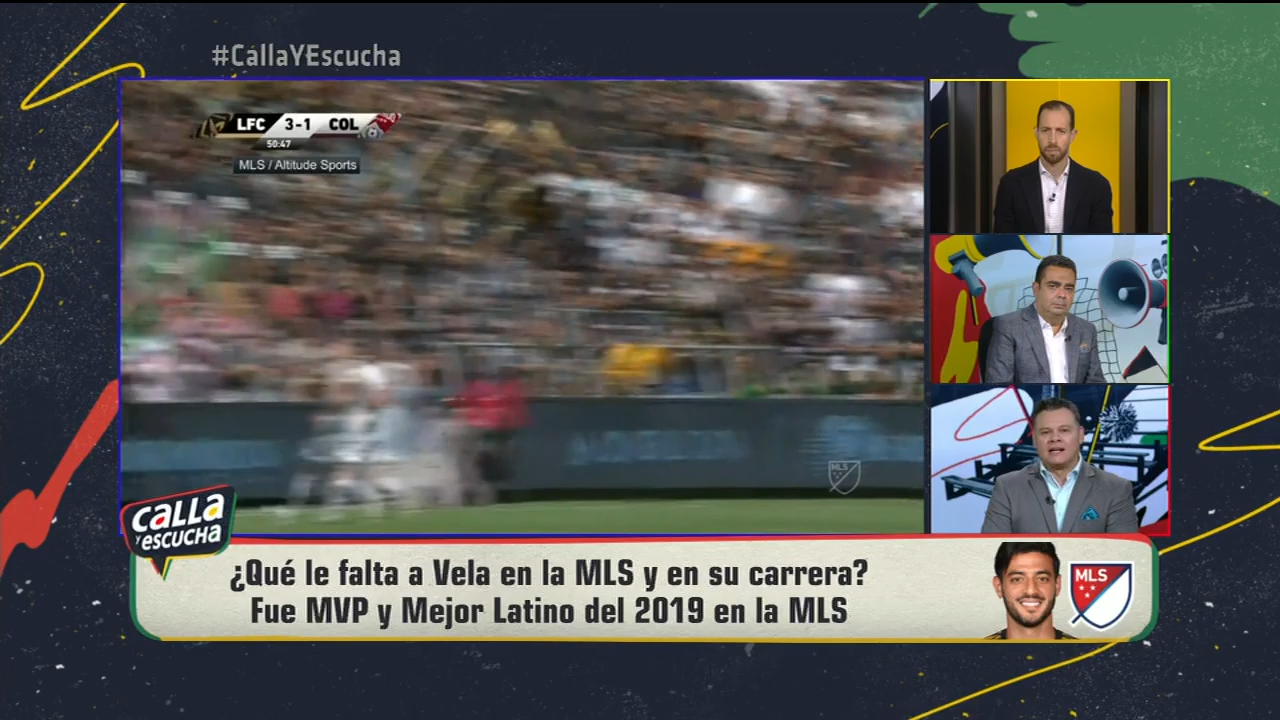 #CallaYEscucha
LFC 3-1 COL
50:47
MLS / Altitude Sports
MLS
CALLA
Y ESCUCHA
¿Qué le falta a Vela en la MLS y en su carrera?
Fue MVP y Mejor Latino del 2019 en la MLS
MLS